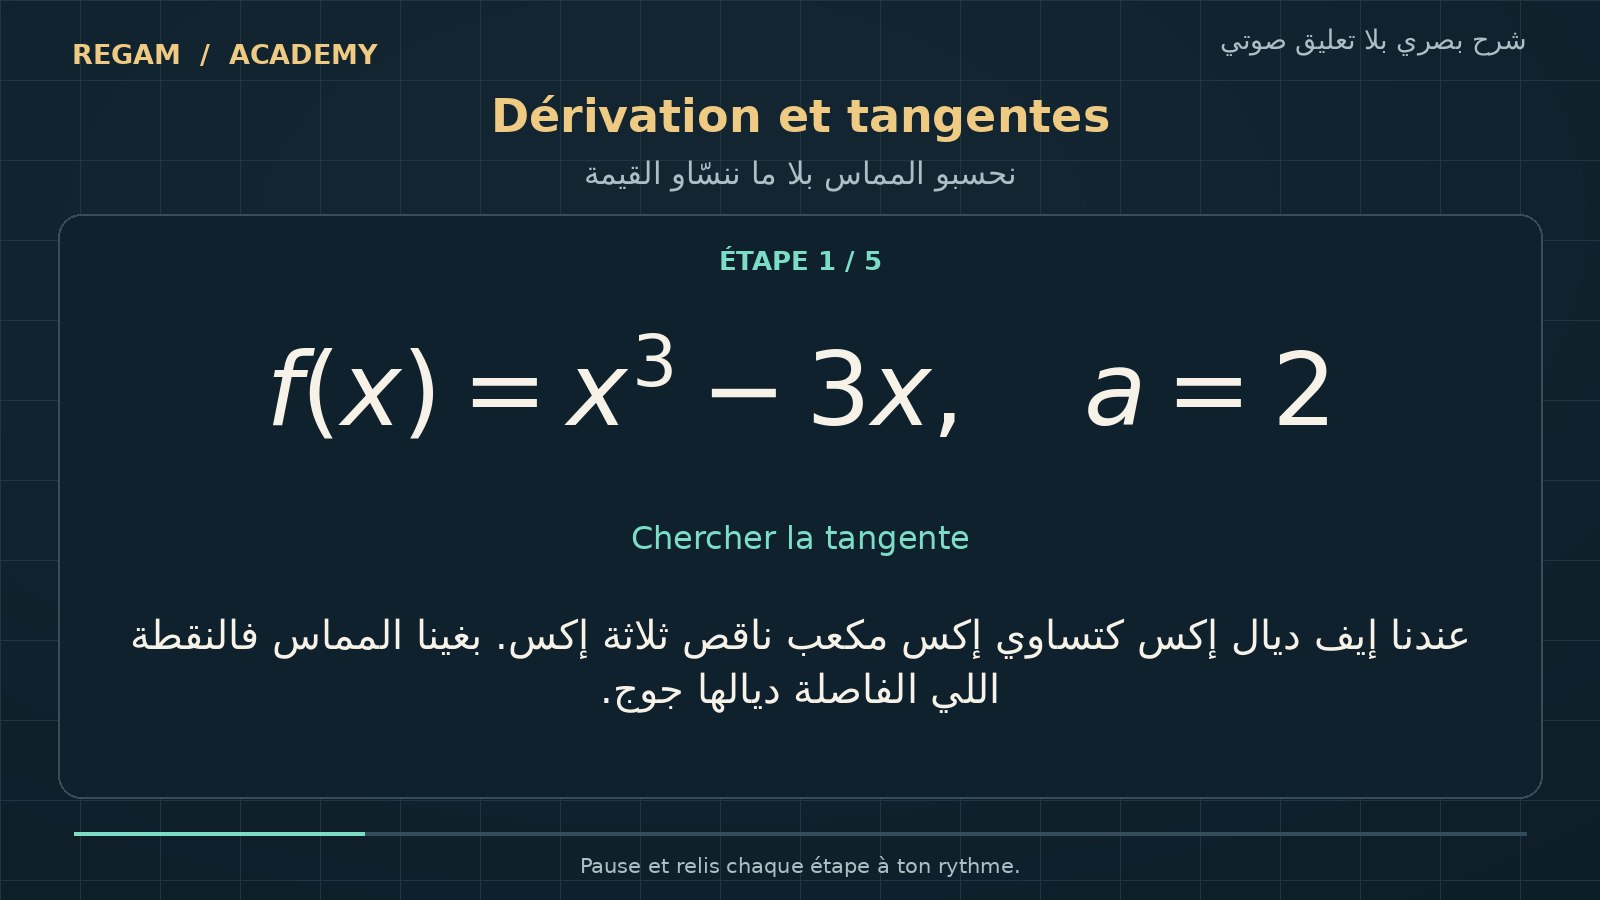 REGAM / ACADEMY
شرح بصري بلا تعليق صوتي
Dérivation et tangentes
نحسبو المماس بلا ما ننسّاو القيمة
ÉTAPE 1 / 5
f(x) = x³ − 3x, a = 2
Chercher la tangente
عندنا إيف ديال إكس كتساوي إكس مكعب ناقص ثلاثة إكس. بغينا المماس فالنقطة
اللي الفاصلة ديالها جوج.
Pause et relis chaque étape à ton rythme.